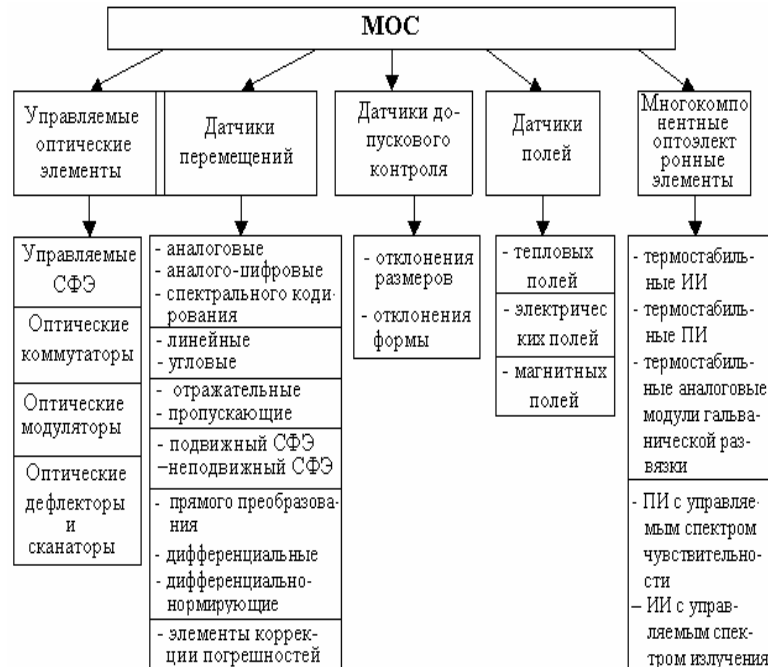 МОС
Управляемые
оптические
элементы
Датчики
перемещений
Датчики до-
пускового
контроля
Датчики
полей
Многокомпо
нентные
оптоэлект
ронные
элементы
Управляемые
СФЭ
Оптические
коммутаторы
Оптические
модуляторы
Оптические
дефлекторы
и
сканаторы
- аналоговые
- аналого-шифровые
- спектрального коди-
рования
- линейные
- угловые
- отражательные
- пропускающие
- подвижный СФЭ
–неподвижный СФЭ
- прямого преобразова-
ния
- дифференциальные
- дифференциально-
нормирующие
- элементы коррек-
ции погрешностей
- отклонения
размеров
- отклонения
формы
- тепловых
полей
- электричес
ких полей
- магнитных
полей
- термостабиль-
ные ИИ
- термостабиль-
ные ПИ
- термостабиль-
ные аналоговые
модули гальва-
нической раз-
вязки
- ПИ с управляе-
мым спектром
чувствительно-
сти
– ИИ с управ-
ляемым спек-
тром излучения